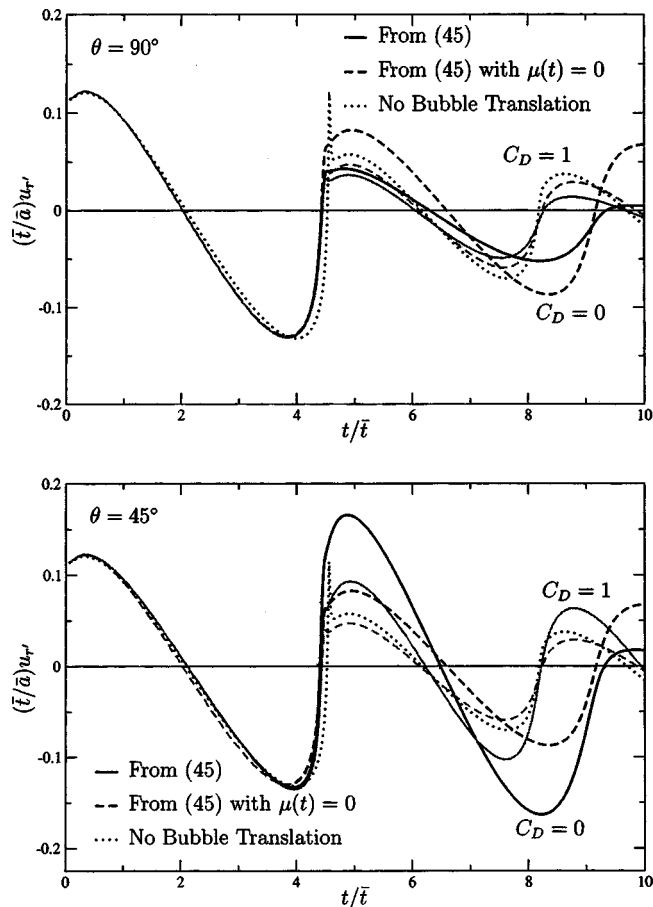 0.2
θ = 90°
From (45)
From (45) with μ(t) = 0
No Bubble Translation
0.1
C_D = 1
(t̄/ā)u_r′
0
-0.1
C_D = 0
-0.2
0 2 4 6 8 10
t/t̄
0.2
θ = 45°
0.1
C_D = 1
(t̄/ā)u_r′
0
-0.1
From (45)
From (45) with μ(t) = 0
No Bubble Translation
C_D = 0
-0.2
0 2 4 6 8 10
t/t̄